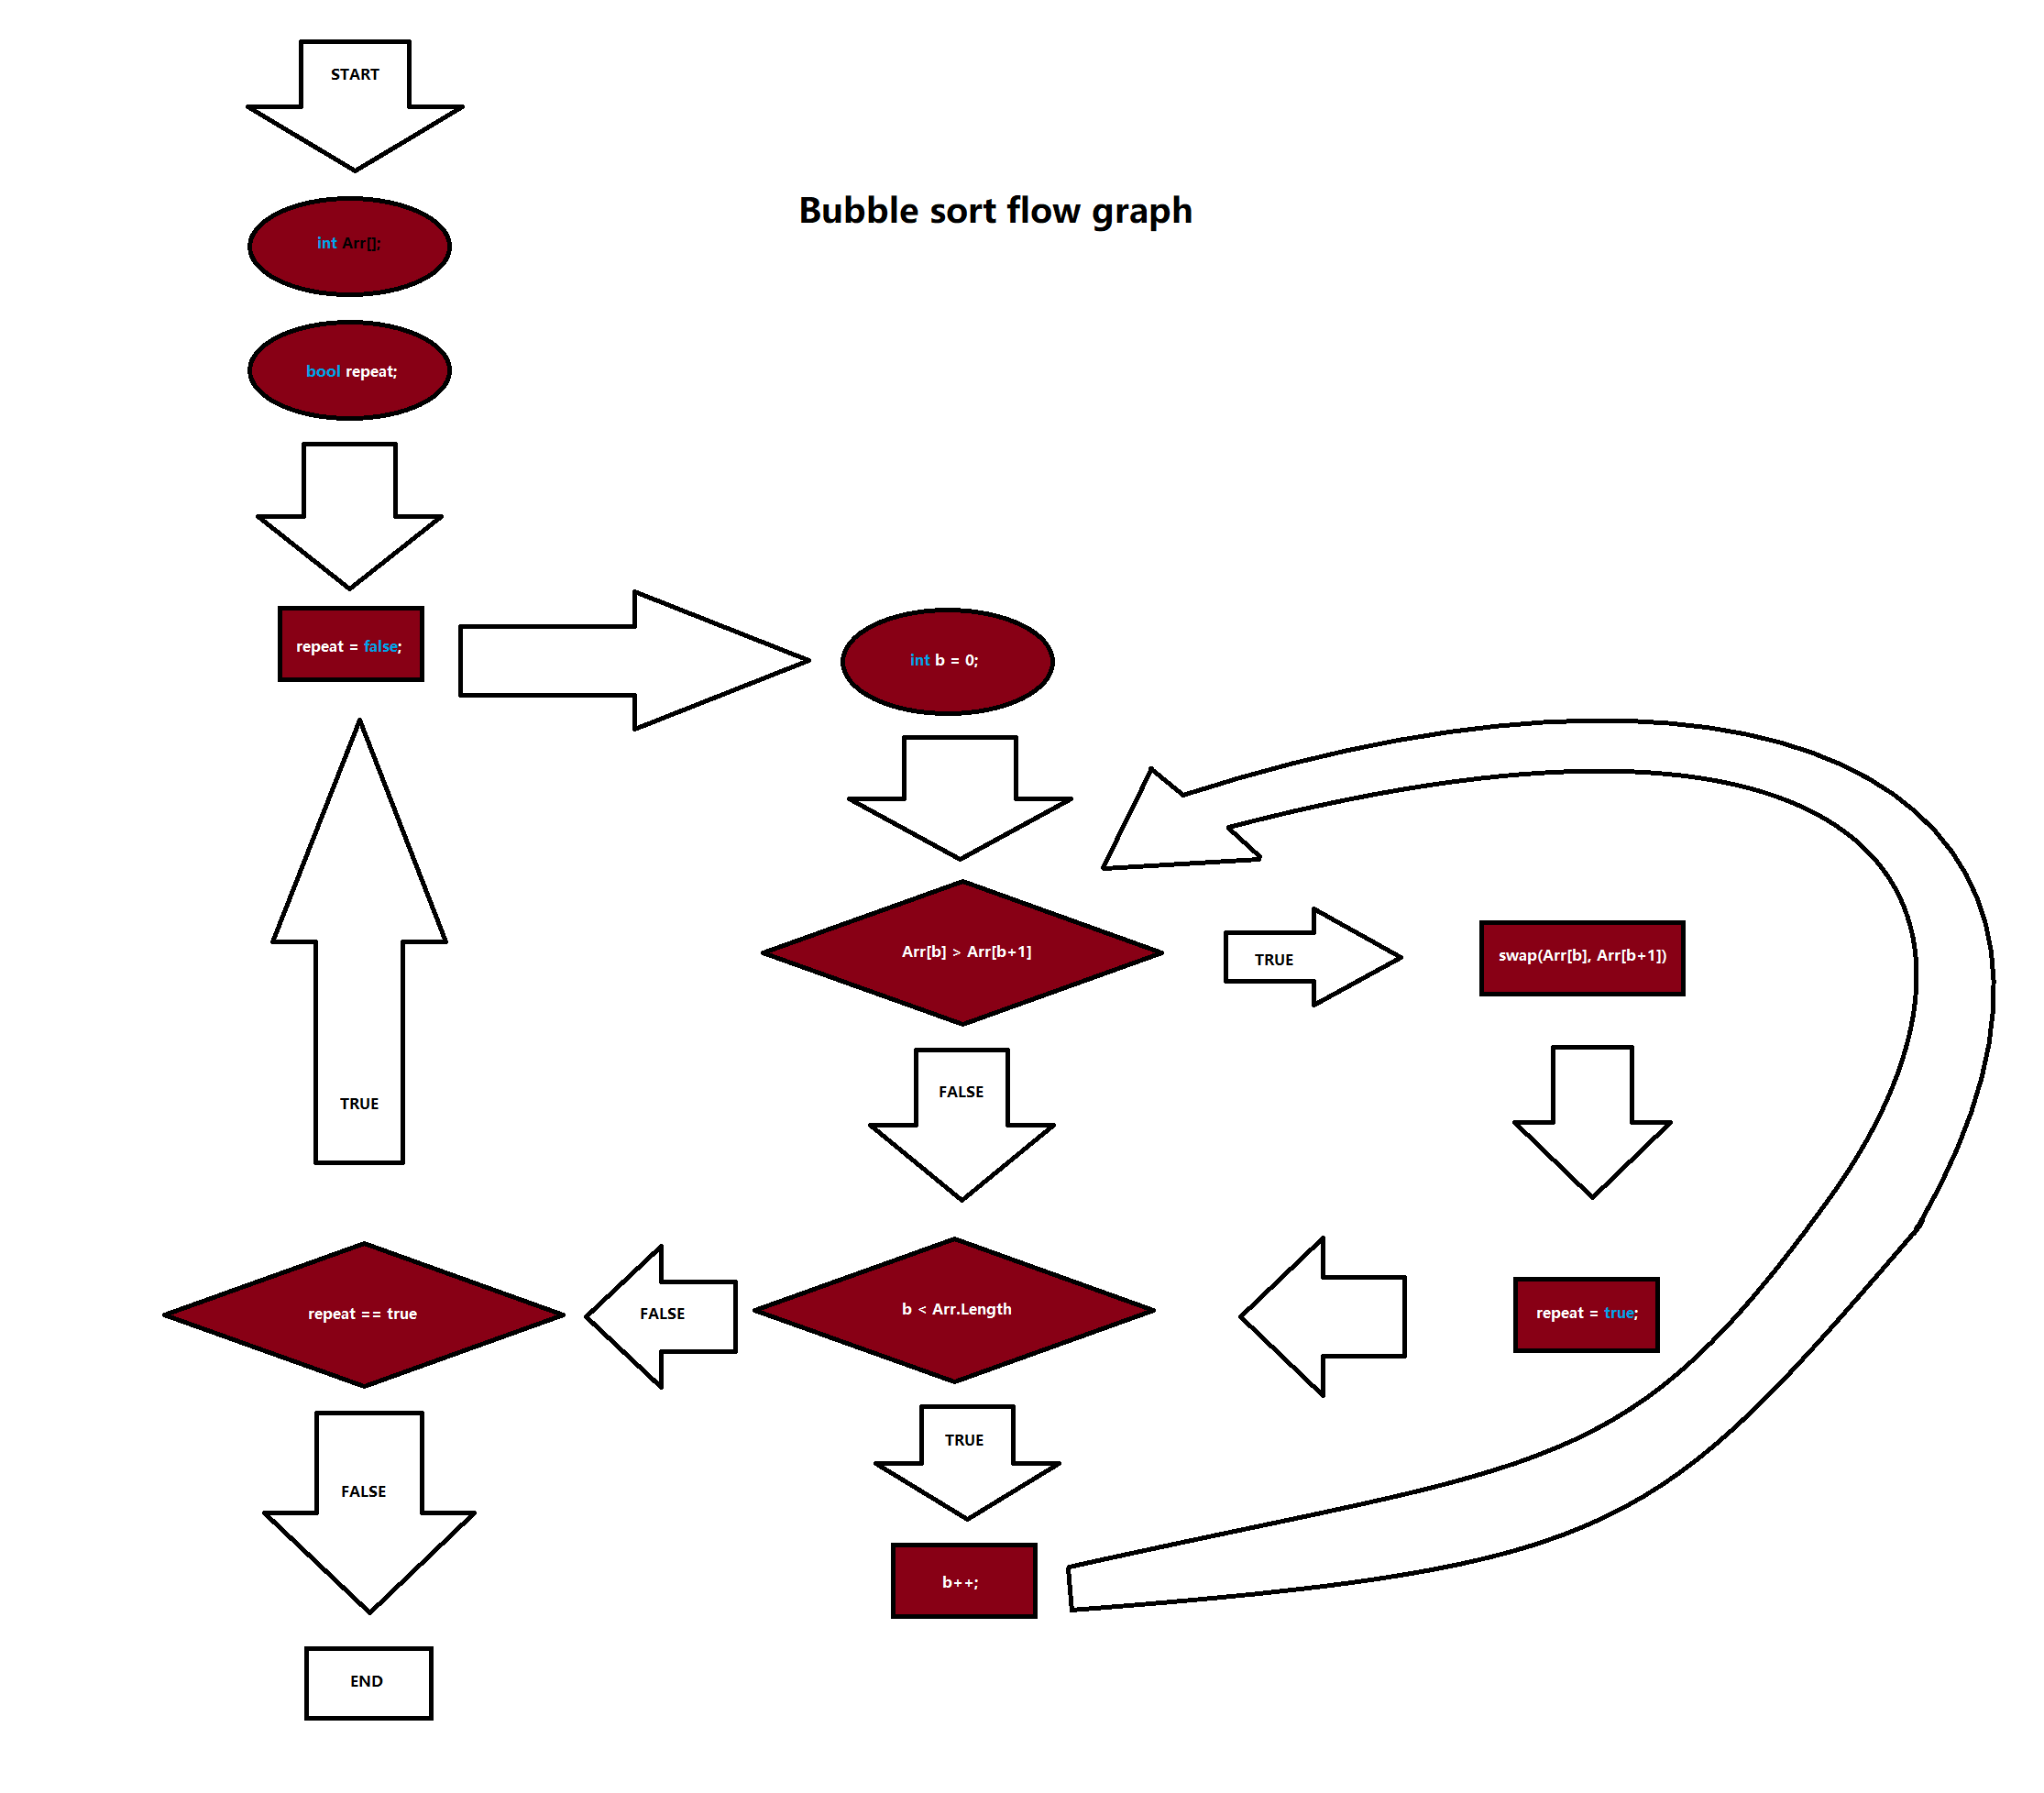 START
Bubble sort flow graph
int Arr[];
bool repeat;
repeat = false;
int b = 0;
Arr[b] > Arr[b+1]
TRUE
swap(Arr[b], Arr[b+1])
FALSE
TRUE
repeat == true
FALSE
b < Arr.Length
repeat = true;
TRUE
FALSE
b++;
END